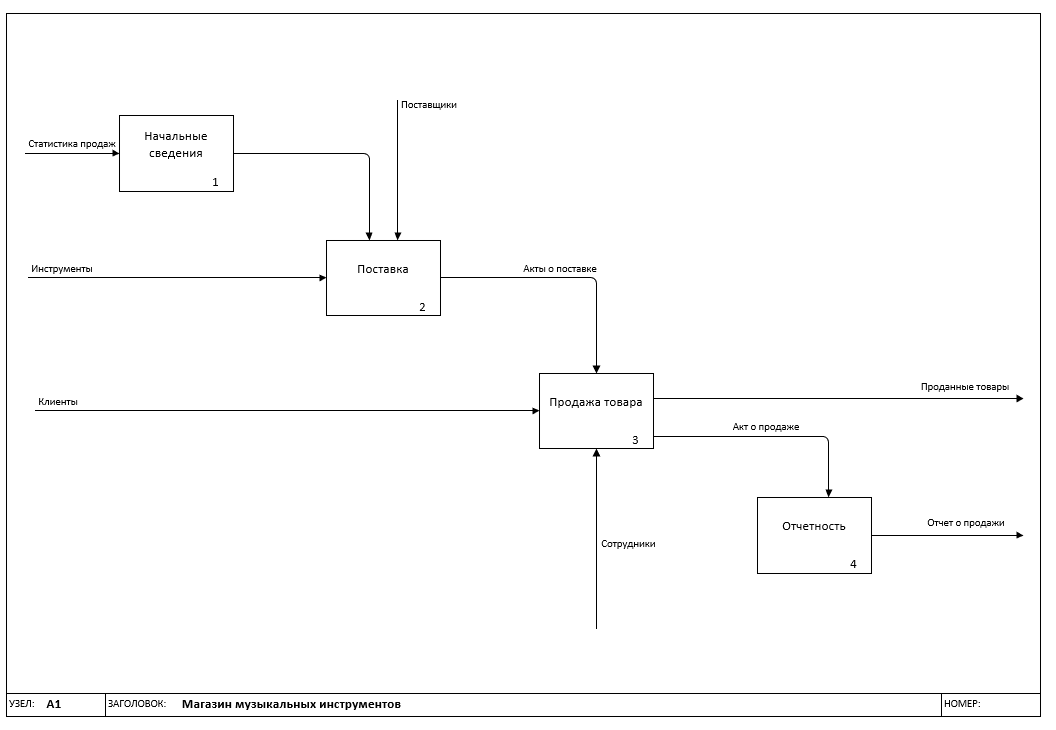 Поставщики
Статистика продаж
Начальные
сведения
1
Инструменты
Поставка
2
Акты о поставке
Клиенты
Продажа товара
3
Проданные товары
Акт о продаже
Отчетность
4
Отчет о продажи
Сотрудники
УЗЕЛ: А1 ЗАГОЛОВОК: Магазин музыкальных инструментов НОМЕР: